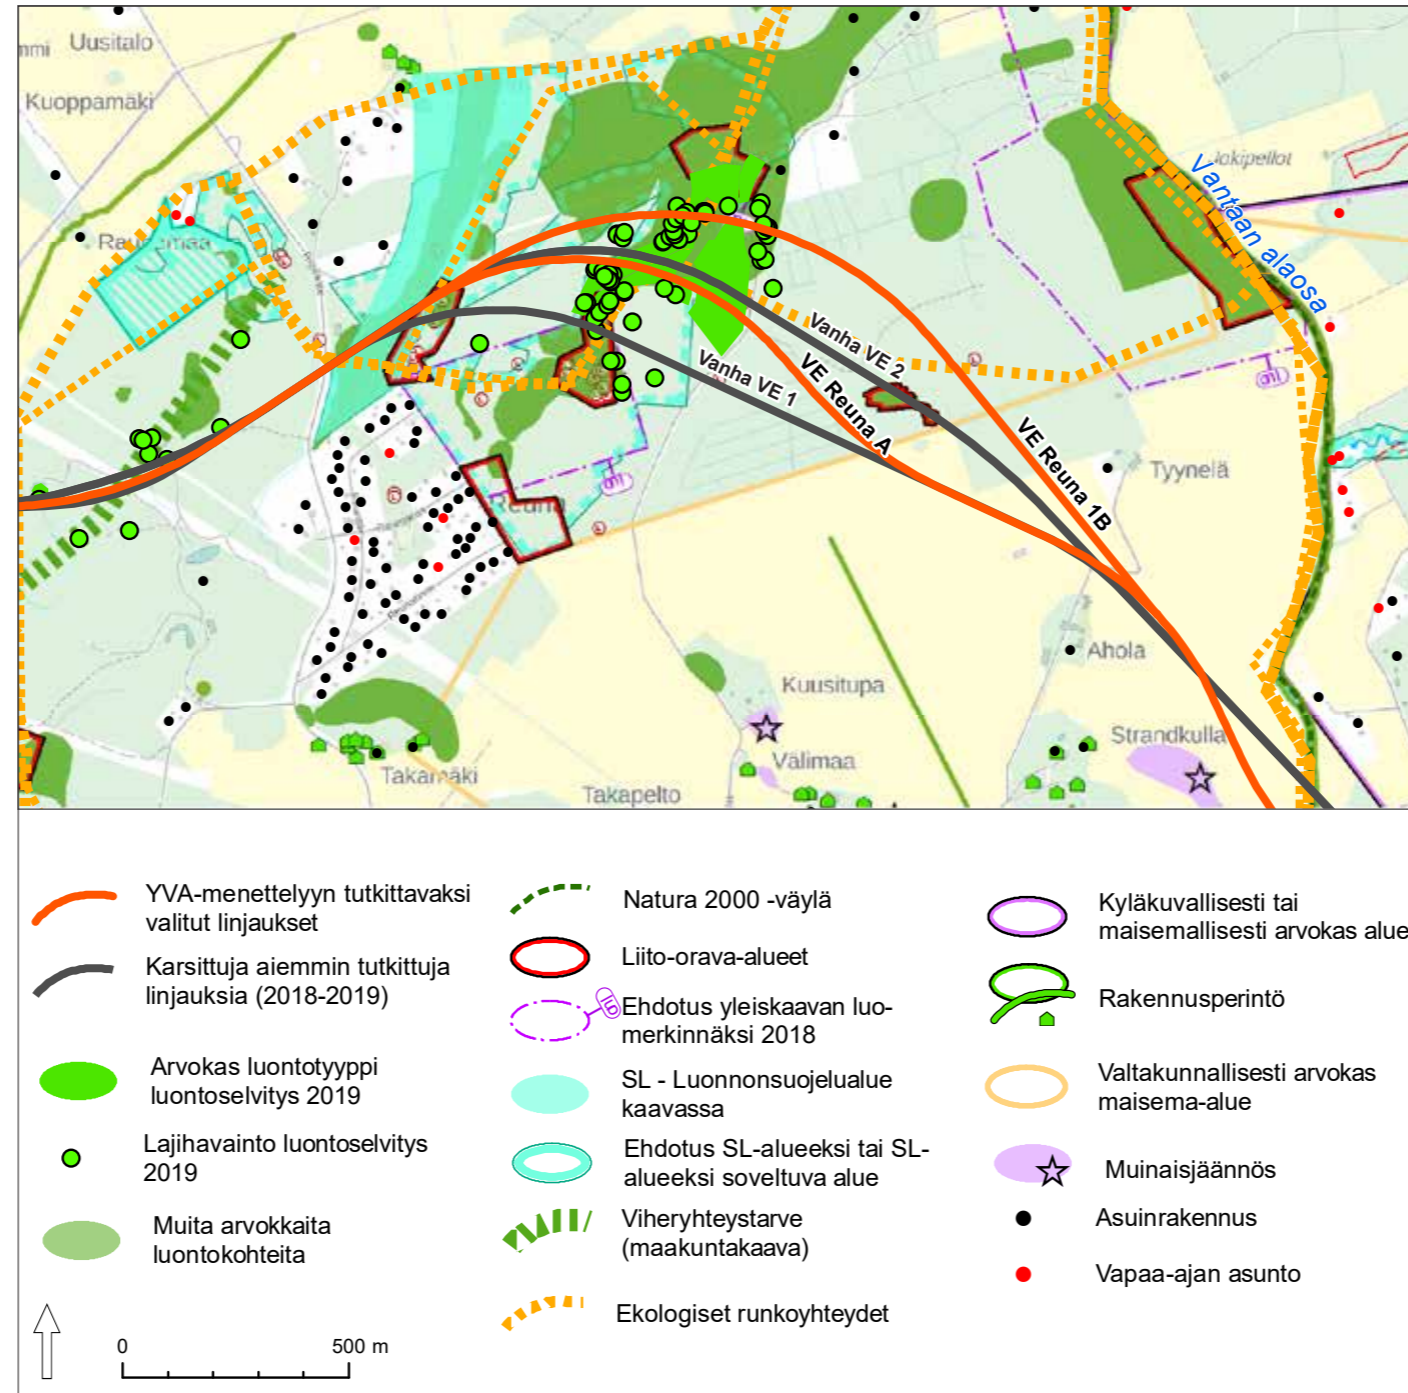 Uusitalo
Kuoppamäki
Jokipellot
Vantaan alaosa
Vanha VE 2
Vanha VE 1
VE Reuna A
VE Reuna 1B
Reuna
Tyynelä
Ahola
Kuusitupa
Strandkulla
Välimaa
Takamäki
Takapelto
YVA-menettelyyn tutkittavaksi
valitut linjaukset
Karsittuja aiemmin tutkittuja
linjauksia (2018-2019)
Arvokas luontotyyppi
luontoselvitys 2019
Lajihavainto luontoselvitys
2019
Muita arvokkaita
luontokohteita
0 500 m
Natura 2000 -väylä
Liito-orava-alueet
luo
Ehdotus yleiskaavan luo-
merkinnäksi 2018
SL - Luonnonsuojelualue
kaavassa
Ehdotus SL-alueeksi tai SL-
alueeksi soveltuva alue
Viheryhteystarve
(maakuntakaava)
Ekologiset runkoyhteydet
Kyläkuvallisesti tai
maisemallisesti arvokas alue
Rakennusperintö
Valtakunnallisesti arvokas
maisema-alue
Muinaisjäännös
Asuinrakennus
Vapaa-ajan asunto